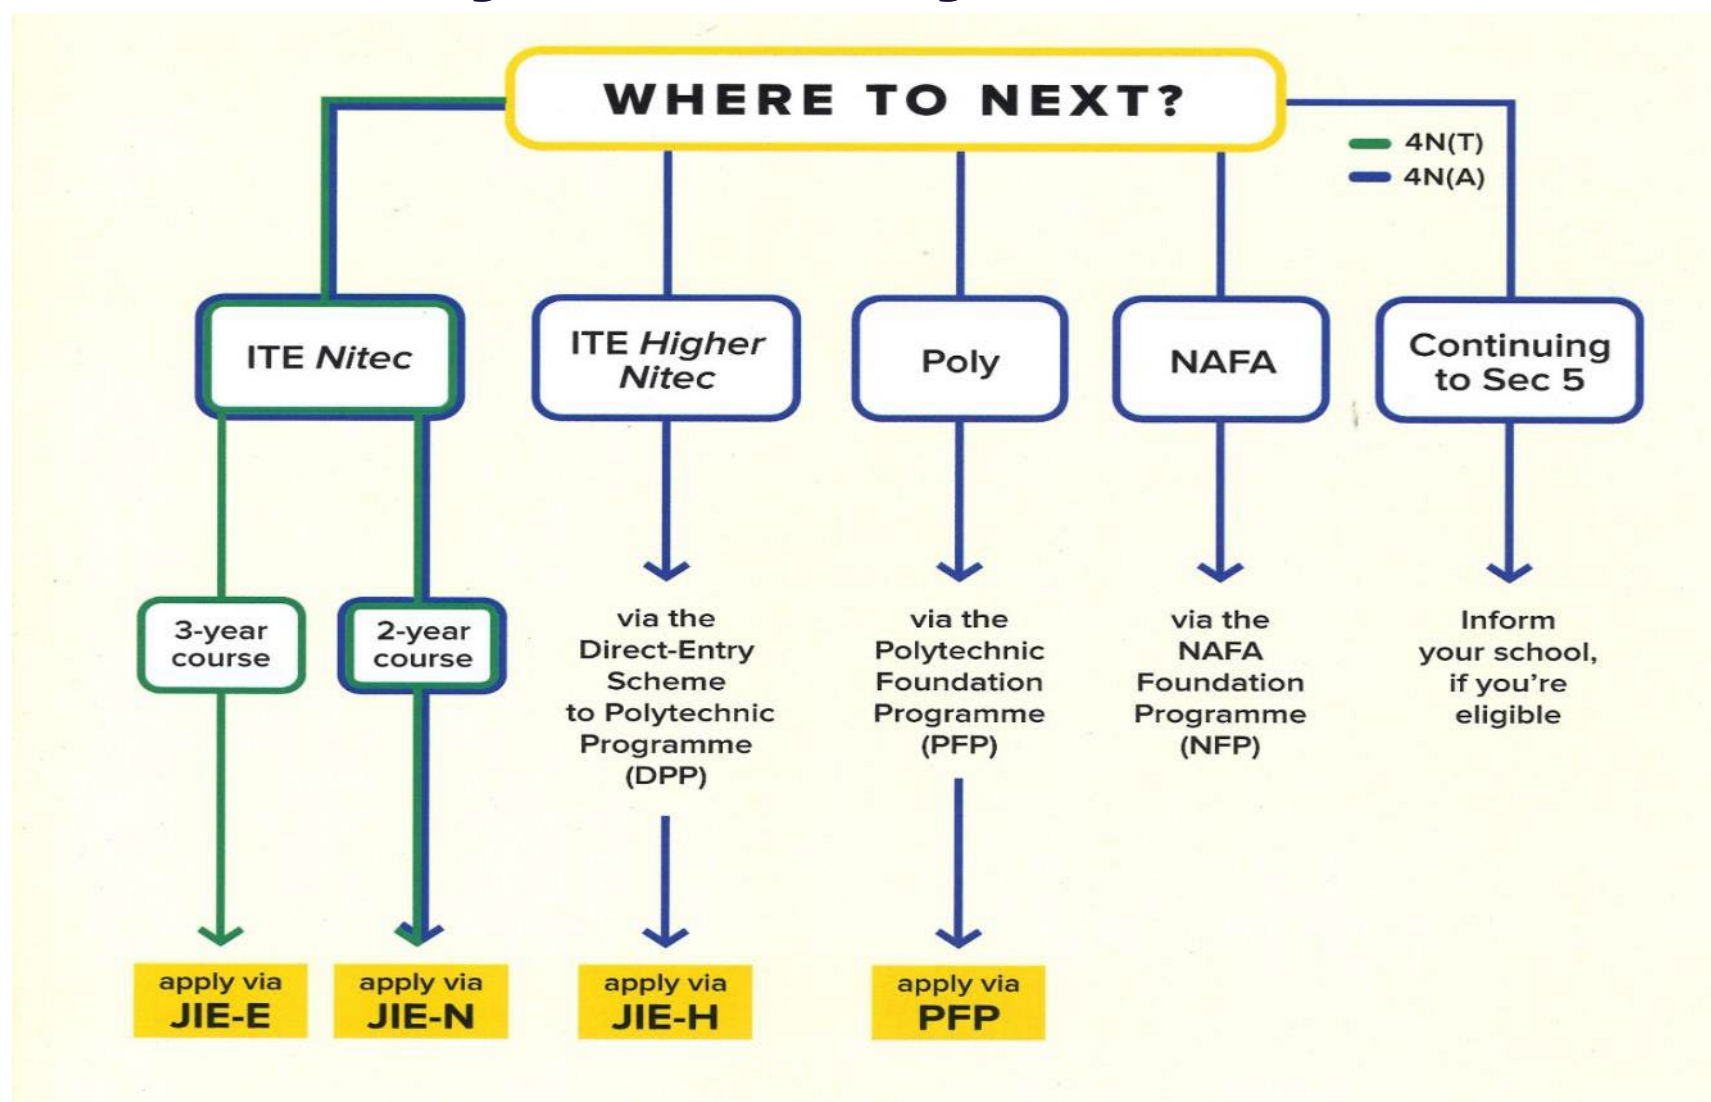 WHERE TO NEXT?
4N(T)
4N(A)
ITE Nitec
ITE Higher
Nitec
Poly
NAFA
Continuing
to Sec 5
3-year
course
2-year
course
via the
Direct-Entry
Scheme
to Polytechnic
Programme
(DPP)
via the
Polytechnic
Foundation
Programme
(PFP)
via the
NAFA
Foundation
Programme
(NFP)
Inform
your school,
if you're
eligible
apply via
JIE-E
apply via
JIE-N
apply via
JIE-H
apply via
PFP